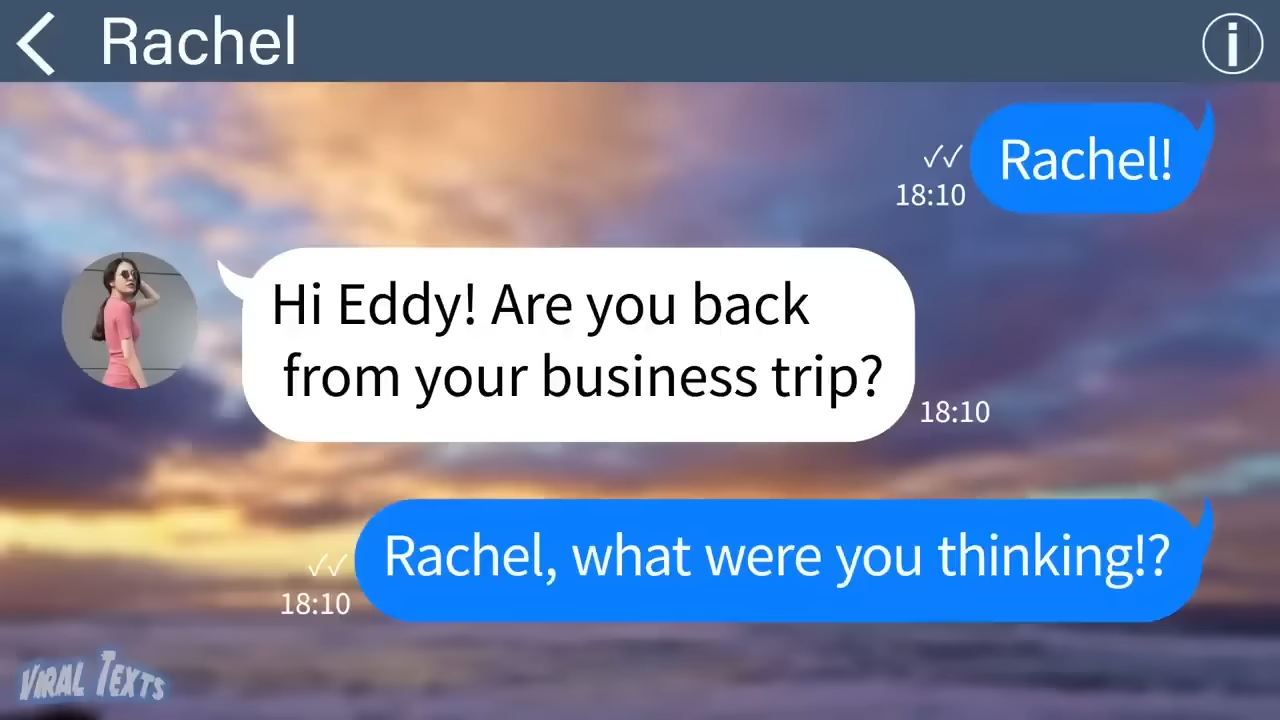 Rachel
Rachel!
18:10
Hi Eddy! Are you back
from your business trip?
18:10
Rachel, what were you thinking!?
18:10
VIRAL TEXTS